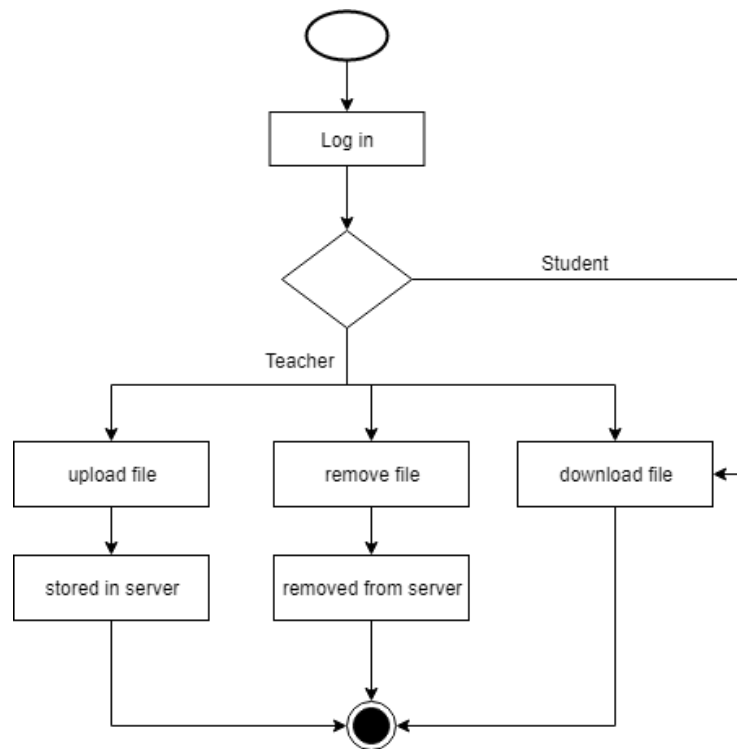 Log in
Student
Teacher
upload file
remove file
download file
stored in server
removed from server